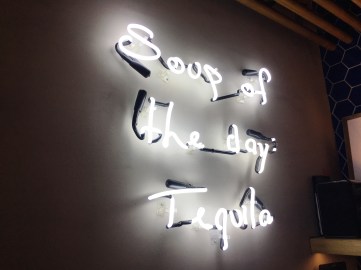 Soup of
the day:
Tequila